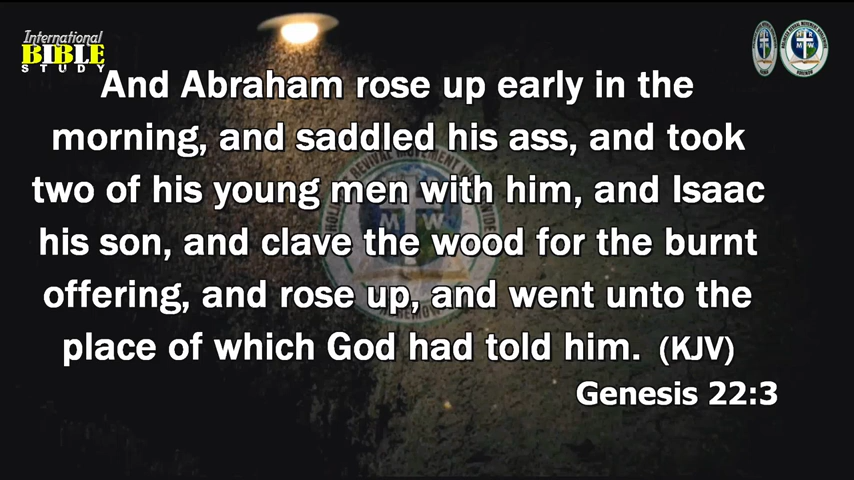 International
BIBLE
STUDY
And Abraham rose up early in the
morning, and saddled his ass, and took
two of his young men with him, and Isaac
his son, and clave the wood for the burnt
offering, and rose up, and went unto the
place of which God had told him. (KJV)
Genesis 22:3